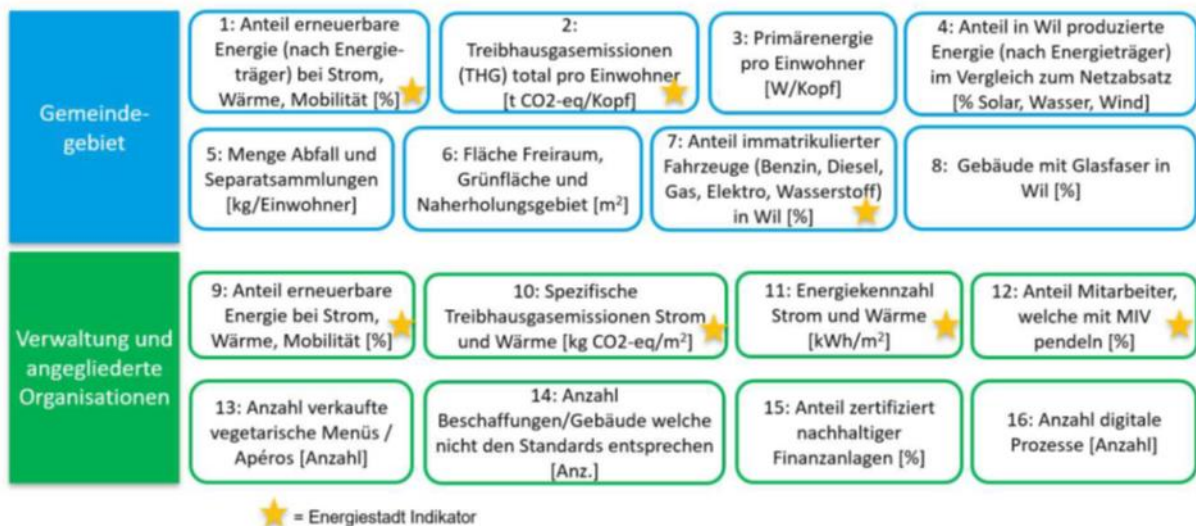 Gemeinde-
gebiet
1: Anteil erneuerbare
Energie (nach Energie-
träger) bei Strom,
Wärme, Mobilität [%]
2:
Treibhausgasemissionen
(THG) total pro Einwohner
[t CO2-eq/Kopf]
3: Primärenergie
pro Einwohner
[W/Kopf]
4: Anteil in Wil produzierte
Energie (nach Energieträger)
im Vergleich zum Netzabsatz
[% Solar, Wasser, Wind]
5: Menge Abfall und
Separatsammlungen
[kg/Einwohner]
6: Fläche Freiraum,
Grünfläche und
Naherholungsgebiet [m²]
7: Anteil immatrikulierter
Fahrzeuge (Benzin, Diesel,
Gas, Elektro, Wasserstoff)
in Wil [%]
8: Gebäude mit Glasfaser in
Wil [%]
Verwaltung und
angegliederte
Organisationen
9: Anteil erneuerbare
Energie bei Strom,
Wärme, Mobilität [%]
10: Spezifische
Treibhausgasemissionen Strom
und Wärme [kg CO2-eq/m²]
11: Energiekennzahl
Strom und Wärme
[kWh/m²]
12: Anteil Mitarbeiter,
welche mit MIV
pendeln [%]
13: Anzahl verkaufte
vegetarische Menüs /
Apéros [Anzahl]
14: Anzahl
Beschaffungen/Gebäude welche
nicht den Standards entsprechen
[Anz.]
15: Anteil zertifiziert
nachhaltiger
Finanzanlagen [%]
16: Anzahl digitale
Prozesse [Anzahl]
= Energiestadt Indikator